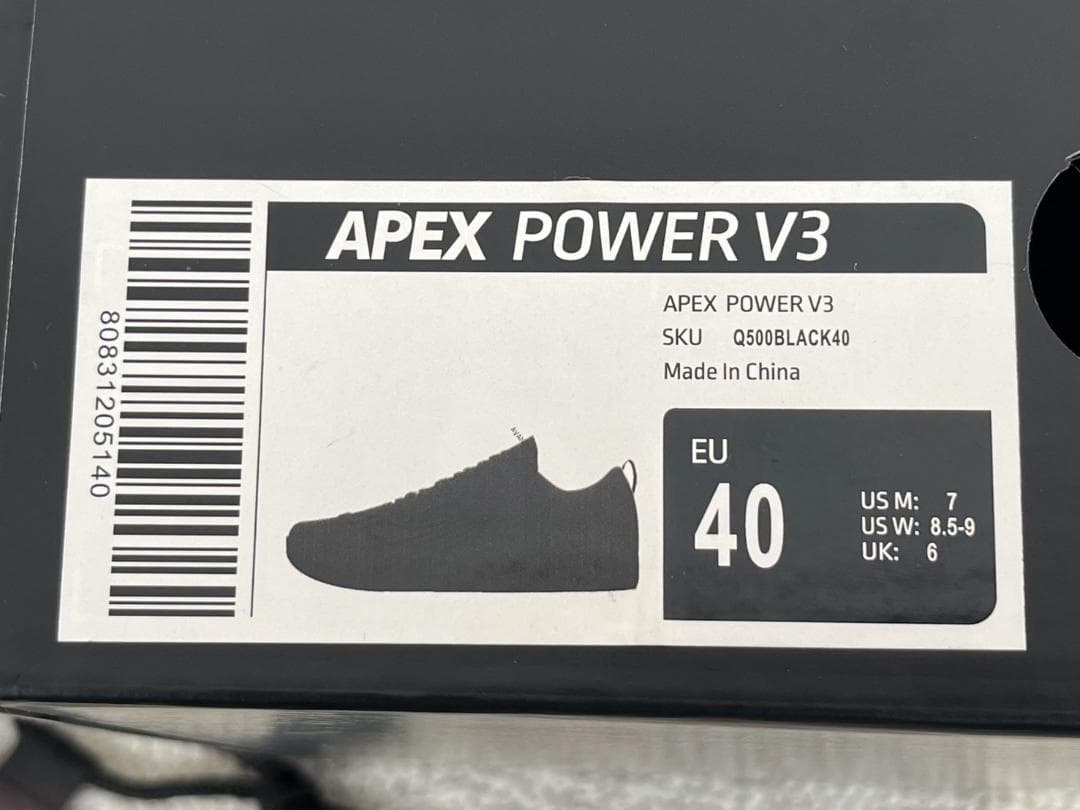 APEX POWER V3
80831205140
APEX POWER V3
SKU Q500BLACK40
Made In China
EU
40
US M: 7
US W: 8.5-9
UK: 6